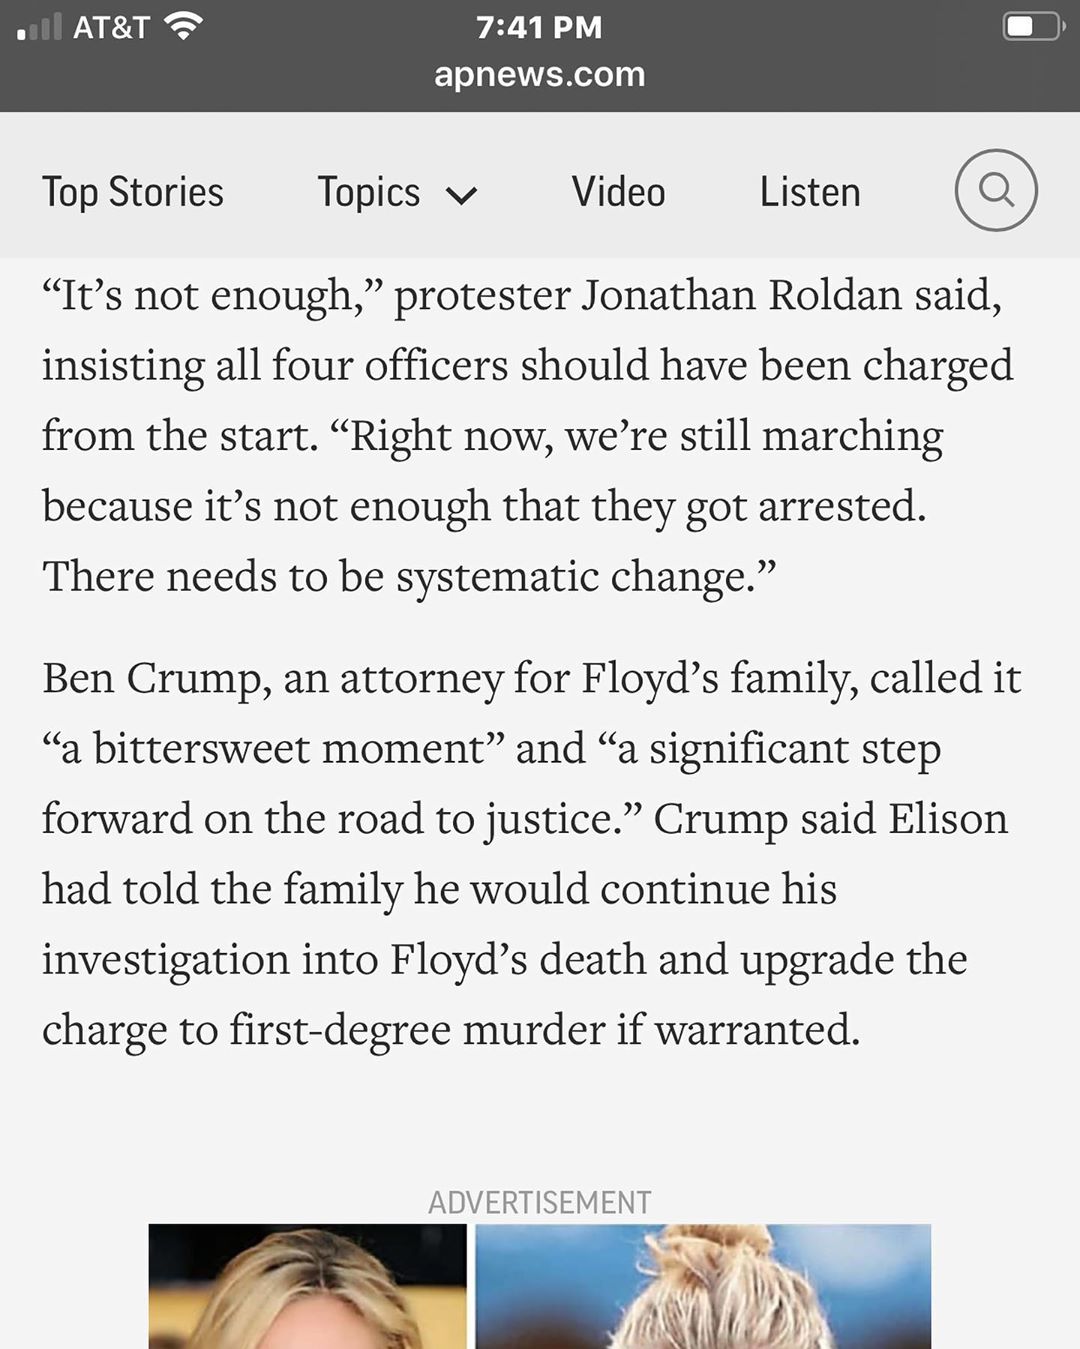 AT&T 7:41 PM
apnews.com
Top Stories Topics Video Listen
“It’s not enough,” protester Jonathan Roldan said,
insisting all four officers should have been charged
from the start. “Right now, we’re still marching
because it’s not enough that they got arrested.
There needs to be systematic change.”
Ben Crump, an attorney for Floyd’s family, called it
“a bittersweet moment” and “a significant step
forward on the road to justice.” Crump said Elison
had told the family he would continue his
investigation into Floyd’s death and upgrade the
charge to first-degree murder if warranted.
ADVERTISEMENT